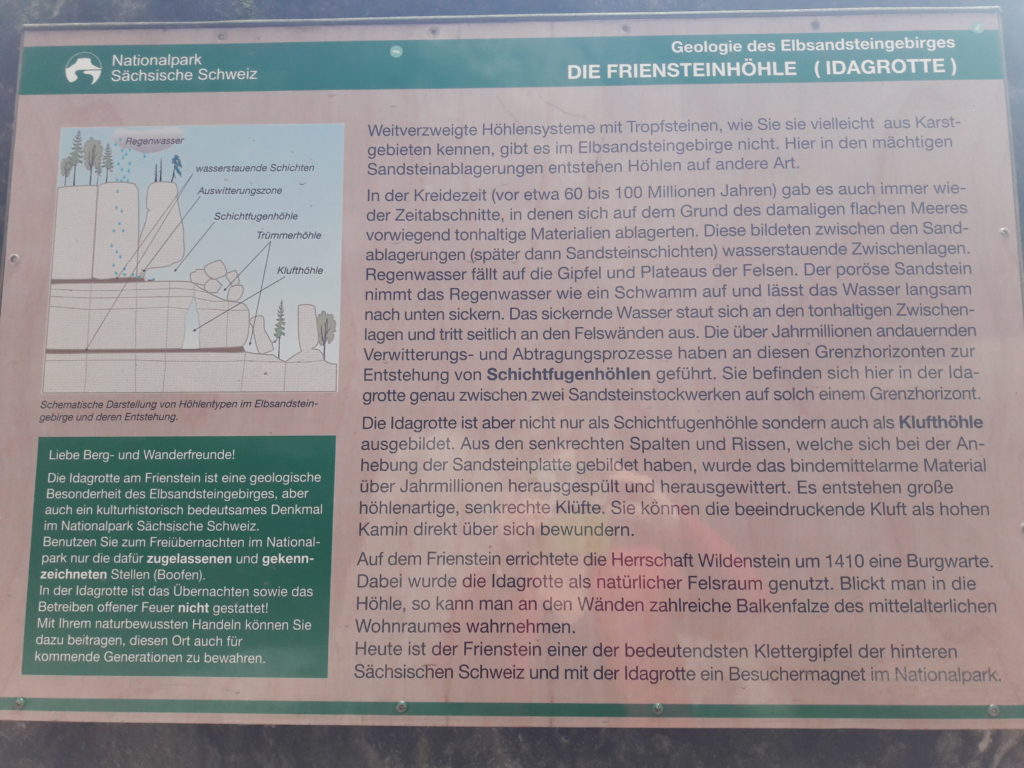 Nationalpark
Sächsische Schweiz
Geologie des Elbsandsteingebirges
DIE FRIENSTEINHÖHLE ( IDAGROTTE )
Regenwasser
wasserstauende Schichten
Auswitterungszone
Schichtfugenhöhle
Trümmerhöhle
Klufthöhle
Schematische Darstellung von Höhlentypen im Elbsandstein-
gebirge und deren Entstehung.
Liebe Berg- und Wanderfreunde!
Die Idagrotte am Frienstein ist eine geologische
Besonderheit des Elbsandsteingebirges, aber
auch ein kulturhistorisch bedeutsames Denkmal
im Nationalpark Sächsische Schweiz.
Benutzen Sie zum Freiübernachten im National-
park nur die dafür zugelassenen und gekenn-
zeichneten Stellen (Boofen).
In der Idagrotte ist das Übernachten sowie das
Betreiben offener Feuer nicht gestattet!
Mit Ihrem naturbewussten Handeln können Sie
dazu beitragen, diesen Ort auch für
kommende Generationen zu bewahren.
Weitverzweigte Höhlensysteme mit Tropfsteinen, wie Sie sie vielleicht aus Karst-
gebieten kennen, gibt es im Elbsandsteingebirge nicht. Hier in den mächtigen
Sandsteinablagerungen entstehen Höhlen auf andere Art.
In der Kreidezeit (vor etwa 60 bis 100 Millionen Jahren) gab es auch immer wie-
der Zeitabschnitte, in denen sich auf dem Grund des damaligen flachen Meeres
vorwiegend tonhaltige Materialien ablagerten. Diese bildeten zwischen den Sand-
ablagerungen (später dann Sandsteinschichten) wasserstauende Zwischenlagen.
Regenwasser fällt auf die Gipfel und Plateaus der Felsen. Der poröse Sandstein
nimmt das Regenwasser wie ein Schwamm auf und lässt das Wasser langsam
nach unten sickern. Das sickernde Wasser staut sich an den tonhaltigen Zwischen-
lagen und tritt seitlich an den Felswänden aus. Die über Jahrmillionen andauernden
Verwitterungs- und Abtragungsprozesse haben an diesen Grenzhorizonten zur
Entstehung von Schichtfugenhöhlen geführt. Sie befinden sich hier in der Ida-
grotte genau zwischen zwei Sandsteinstockwerken auf solch einem Grenzhorizont.
Die Idagrotte ist aber nicht nur als Schichtfugenhöhle sondern auch als Klufthöhle
ausgebildet. Aus den senkrechten Spalten und Rissen, welche sich bei der An-
hebung der Sandsteinplatte gebildet haben, wurde das bindemittelarme Material
über Jahrmillionen herausgespült und herausgewittert. Es entstehen große
höhlenartige, senkrechte Klüfte. Sie können die beeindruckende Kluft als hohen
Kamin direkt über sich bewundern.
Auf dem Frienstein errichtete die Herrschaft Wildenstein um 1410 eine Burgwarte.
Dabei wurde die Idagrotte als natürlicher Felsraum genutzt. Blickt man in die
Höhle, so kann man an den Wänden zahlreiche Balkenfalze des mittelalterlichen
Wohnraumes wahrnehmen.
Heute ist der Frienstein einer der bedeutendsten Klettergipfel der hinteren
Sächsischen Schweiz und mit der Idagrotte ein Besuchermagnet im Nationalpark.